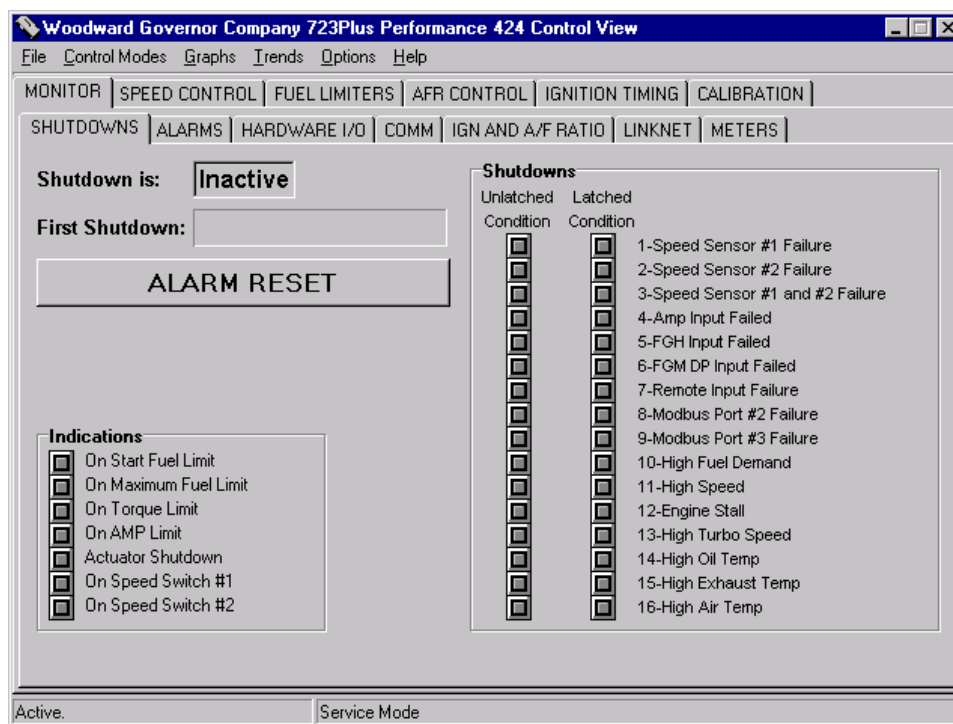 Woodward Governor Company 723Plus Performance 424 Control View
File Control Modes Graphs Trends Options Help
MONITOR SPEED CONTROL FUEL LIMITERS AFR CONTROL IGNITION TIMING CALIBRATION
SHUTDOWNS ALARMS HARDWARE I/O COMM IGN AND A/F RATIO LINKNET METERS
Shutdown is: Inactive
First Shutdown:
ALARM RESET
Indications
On Start Fuel Limit
On Maximum Fuel Limit
On Torque Limit
On AMP Limit
Actuator Shutdown
On Speed Switch #1
On Speed Switch #2
Shutdowns
Unlatched Latched
Condition Condition
1-Speed Sensor #1 Failure
2-Speed Sensor #2 Failure
3-Speed Sensor #1 and #2 Failure
4-Amp Input Failed
5-FGH Input Failed
6-FGM DP Input Failed
7-Remote Input Failure
8-Modbus Port #2 Failure
9-Modbus Port #3 Failure
10-High Fuel Demand
11-High Speed
12-Engine Stall
13-High Turbo Speed
14-High Oil Temp
15-High Exhaust Temp
16-High Air Temp
Active. Service Mode